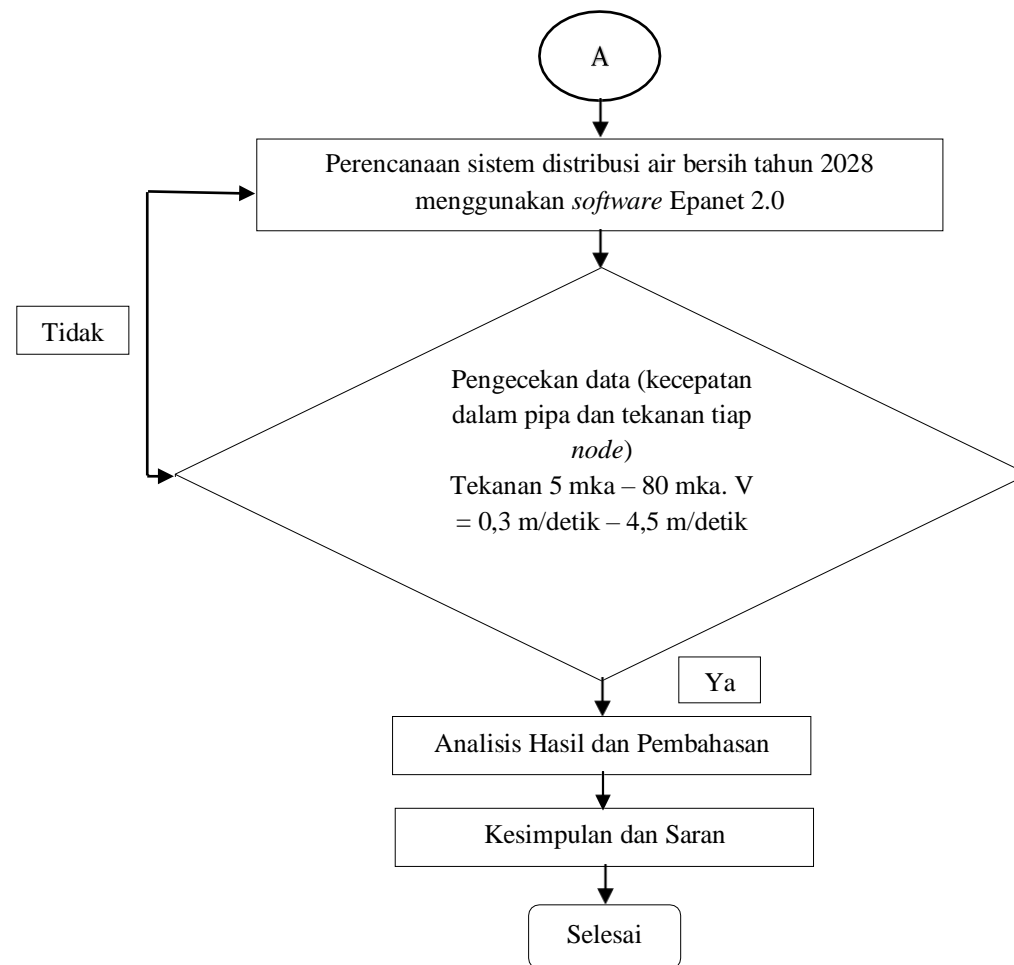 A
Perencanaan sistem distribusi air bersih tahun 2028
menggunakan software Epanet 2.0
Tidak
Pengecekan data (kecepatan
dalam pipa dan tekanan tiap
node)
Tekanan 5 mka – 80 mka. V
= 0,3 m/detik – 4,5 m/detik
Ya
Analisis Hasil dan Pembahasan
Kesimpulan dan Saran
Selesai